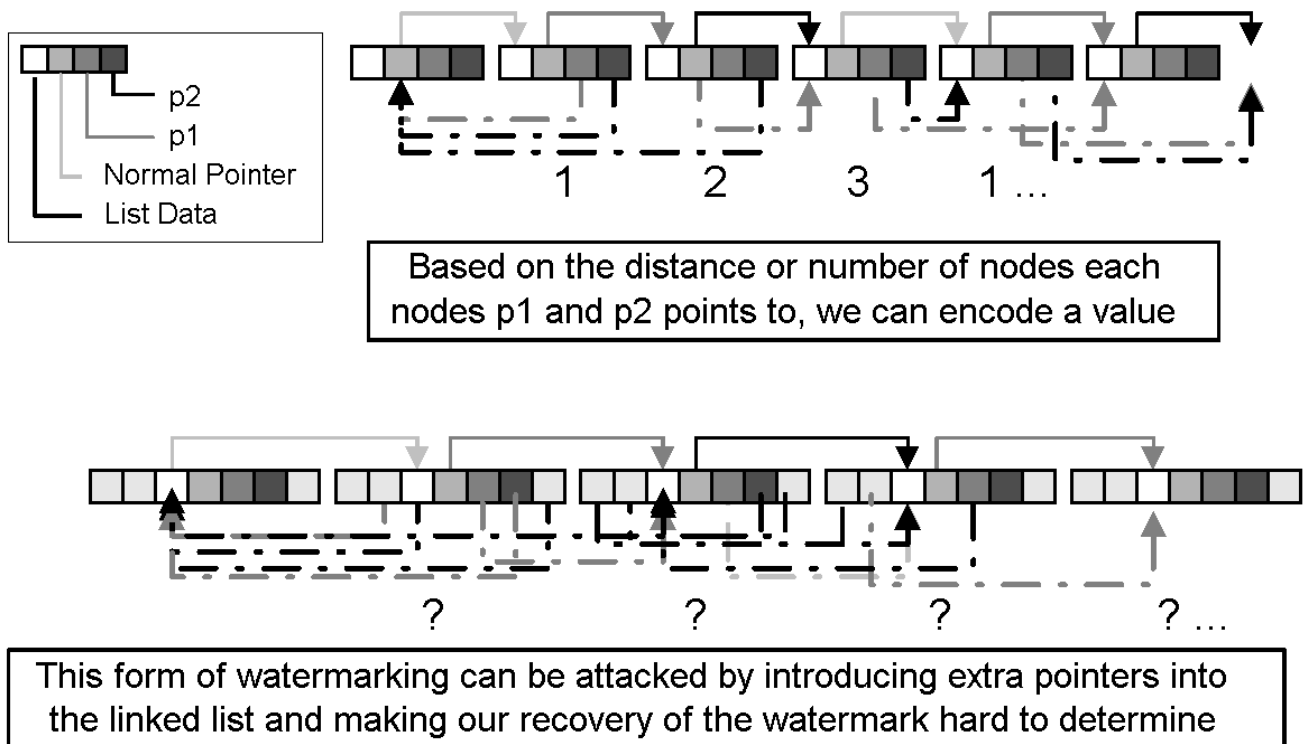 p2
p1
Normal Pointer
List Data
1 2 3 1 ...
Based on the distance or number of nodes each
nodes p1 and p2 points to, we can encode a value
? ? ? ? ...
This form of watermarking can be attacked by introducing extra pointers into
the linked list and making our recovery of the watermark hard to determine